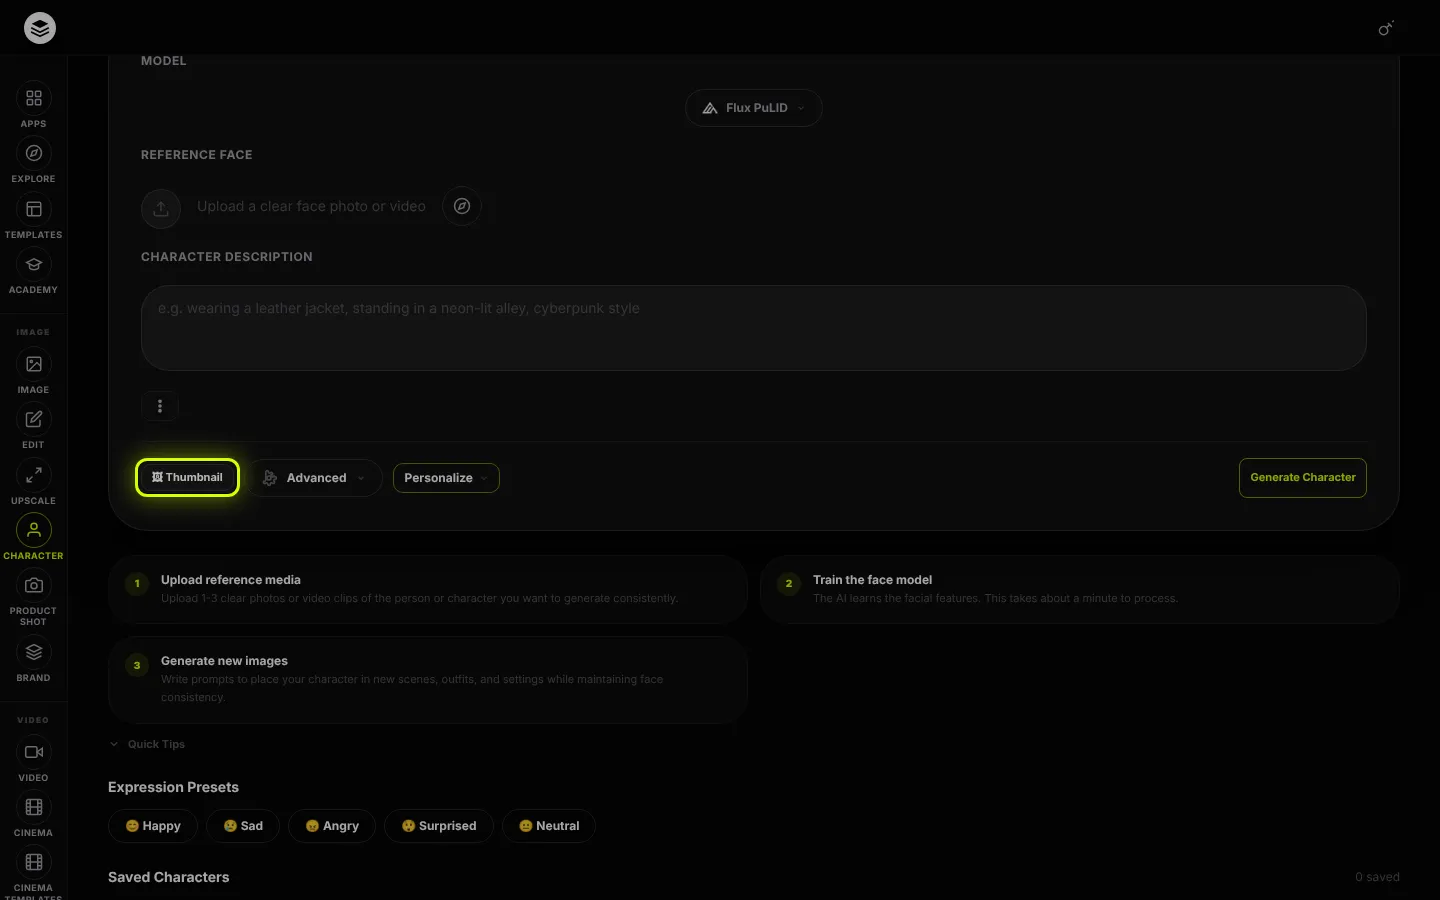 MODEL
Flux PuLID
REFERENCE FACE
Upload a clear face photo or video
CHARACTER DESCRIPTION
e.g. wearing a leather jacket, standing in a neon-lit alley, cyberpunk style
Thumbnail
Advanced
Personalize
Generate Character
1
Upload reference media
Upload 1-3 clear photos or video clips of the person or character you want to generate consistently.
2
Train the face model
The AI learns the facial features. This takes about a minute to process.
3
Generate new images
Write prompts to place your character in new scenes, outfits, and settings while maintaining face
consistency.
Quick Tips
Expression Presets
Happy
Sad
Angry
Surprised
Neutral
Saved Characters
0 saved
APPS
EXPLORE
TEMPLATES
ACADEMY
IMAGE
IMAGE
EDIT
UPSCALE
CHARACTER
PRODUCT
SHOT
BRAND
VIDEO
VIDEO
CINEMA
CINEMA
TEMPLATES